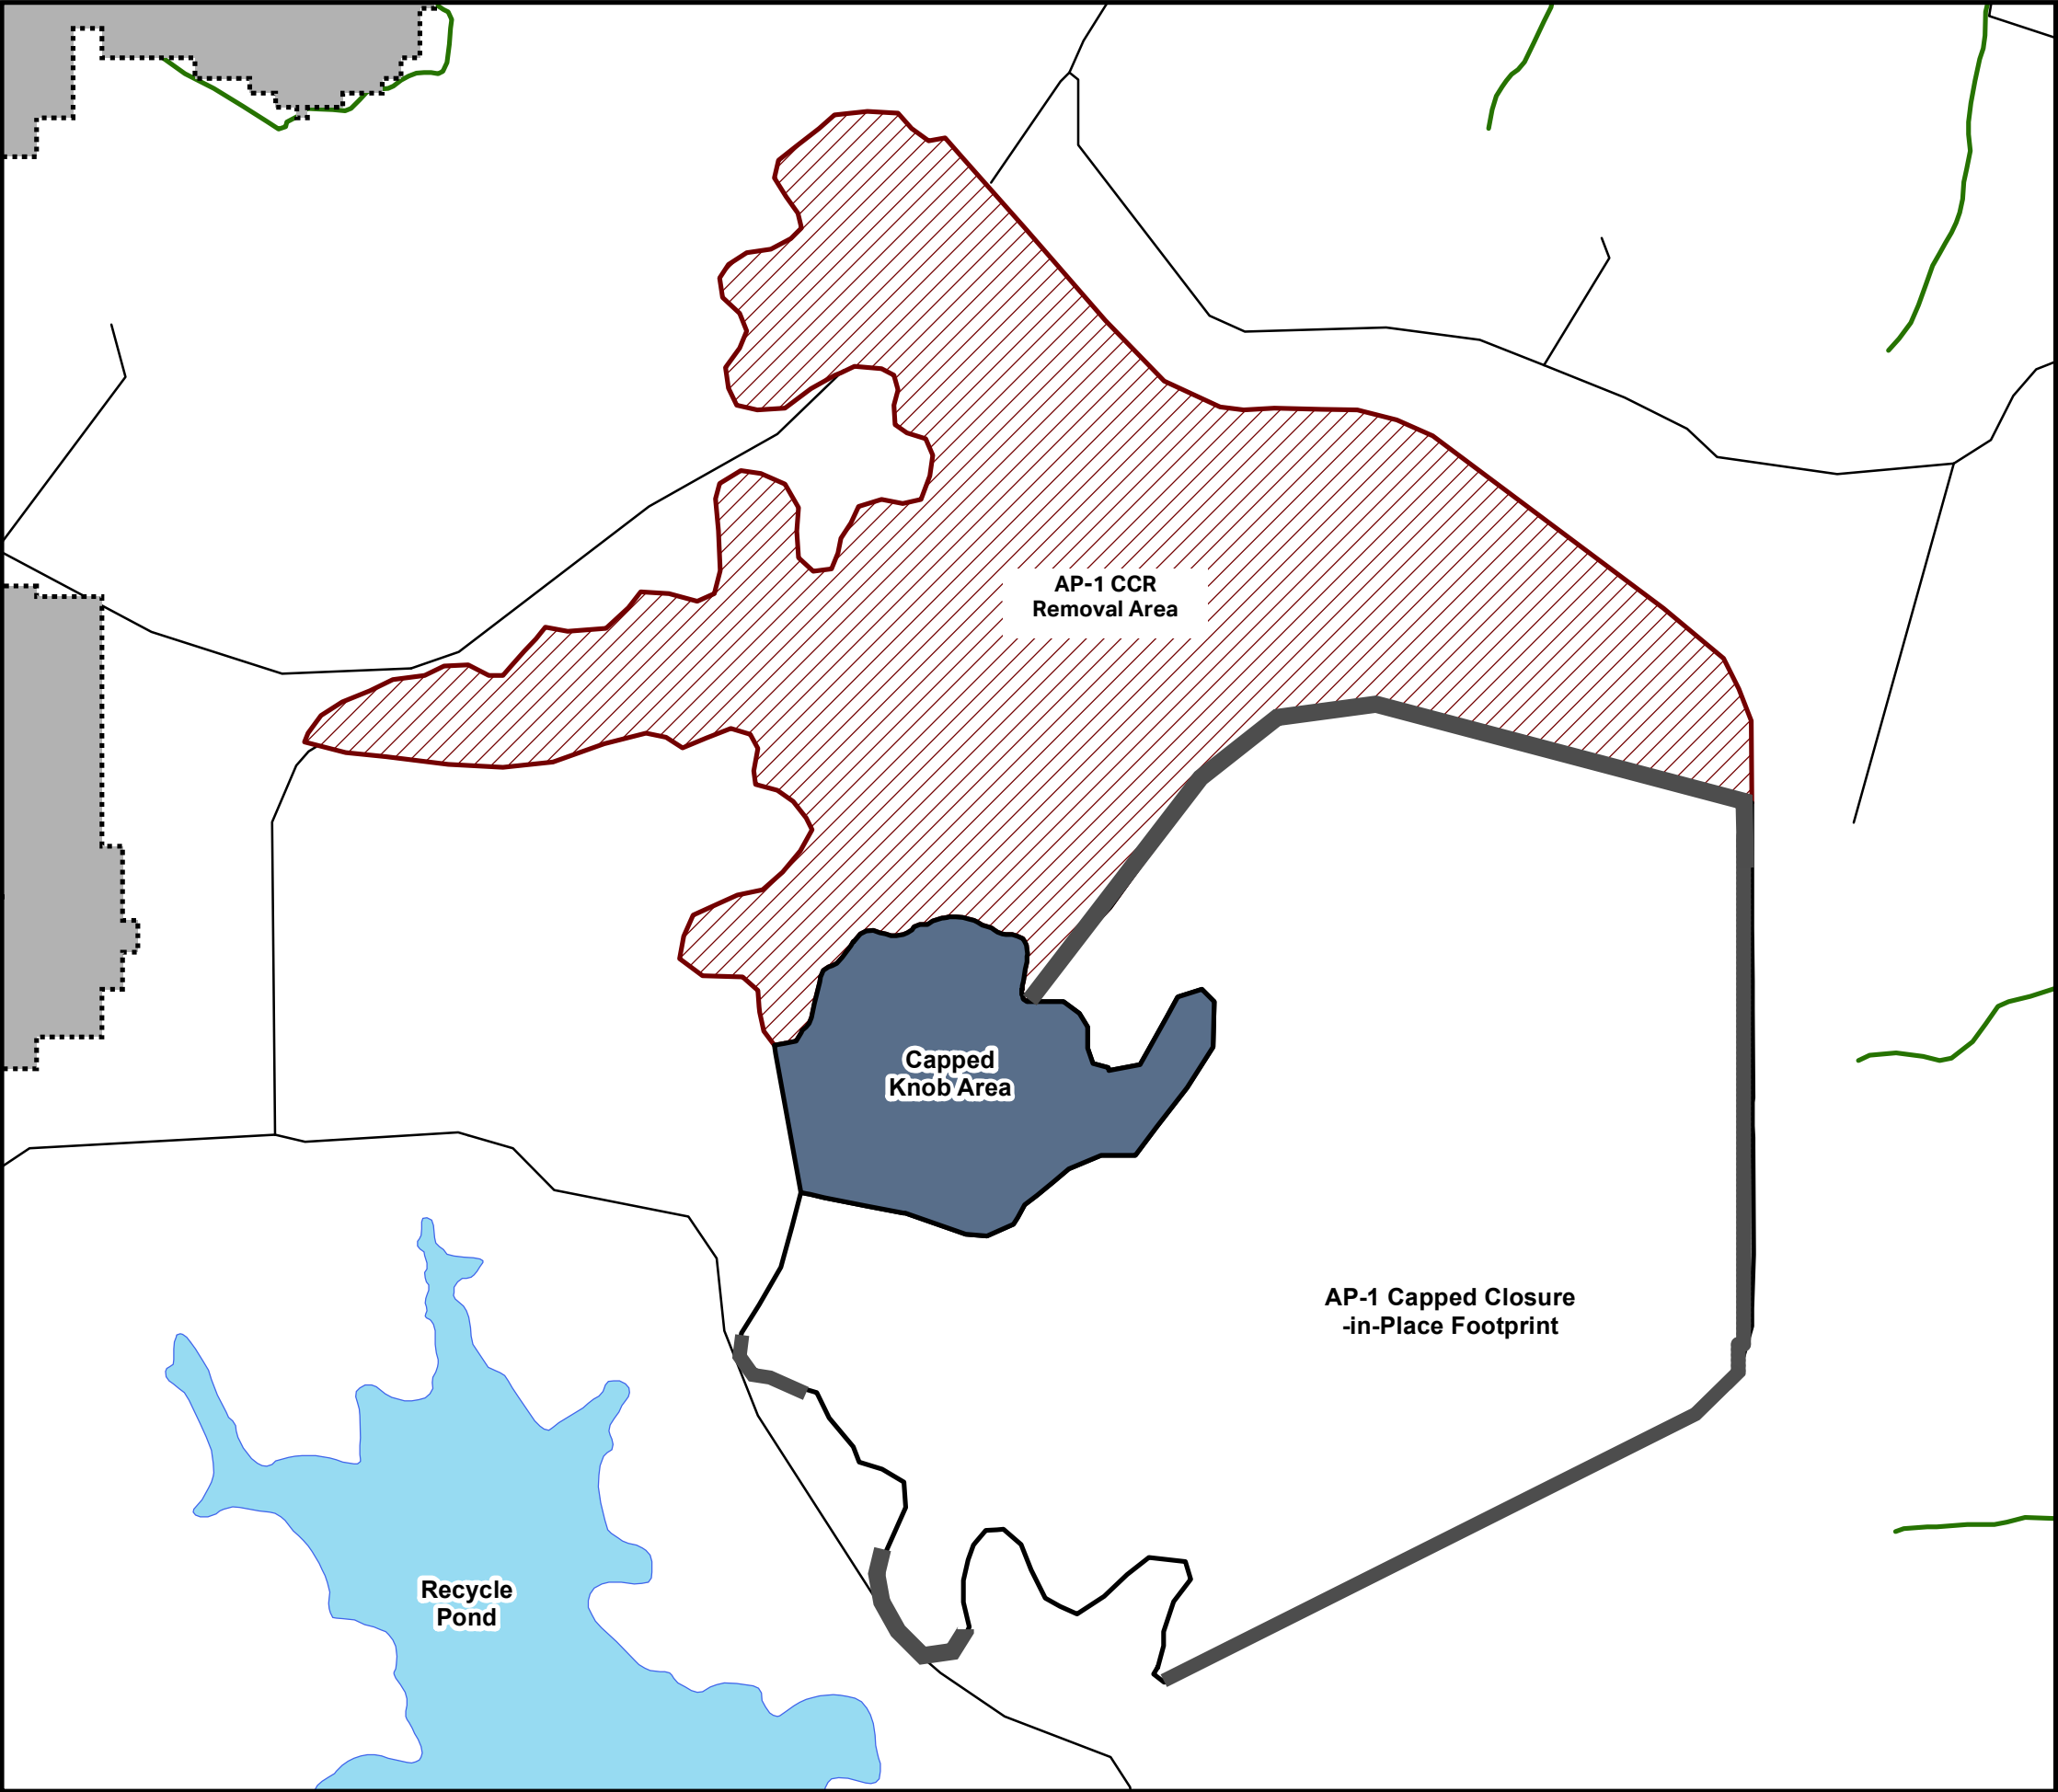 AP-1 CCR
Removal Area
Capped
Knob Area
AP-1 Capped Closure
-in-Place Footprint
Recycle
Pond